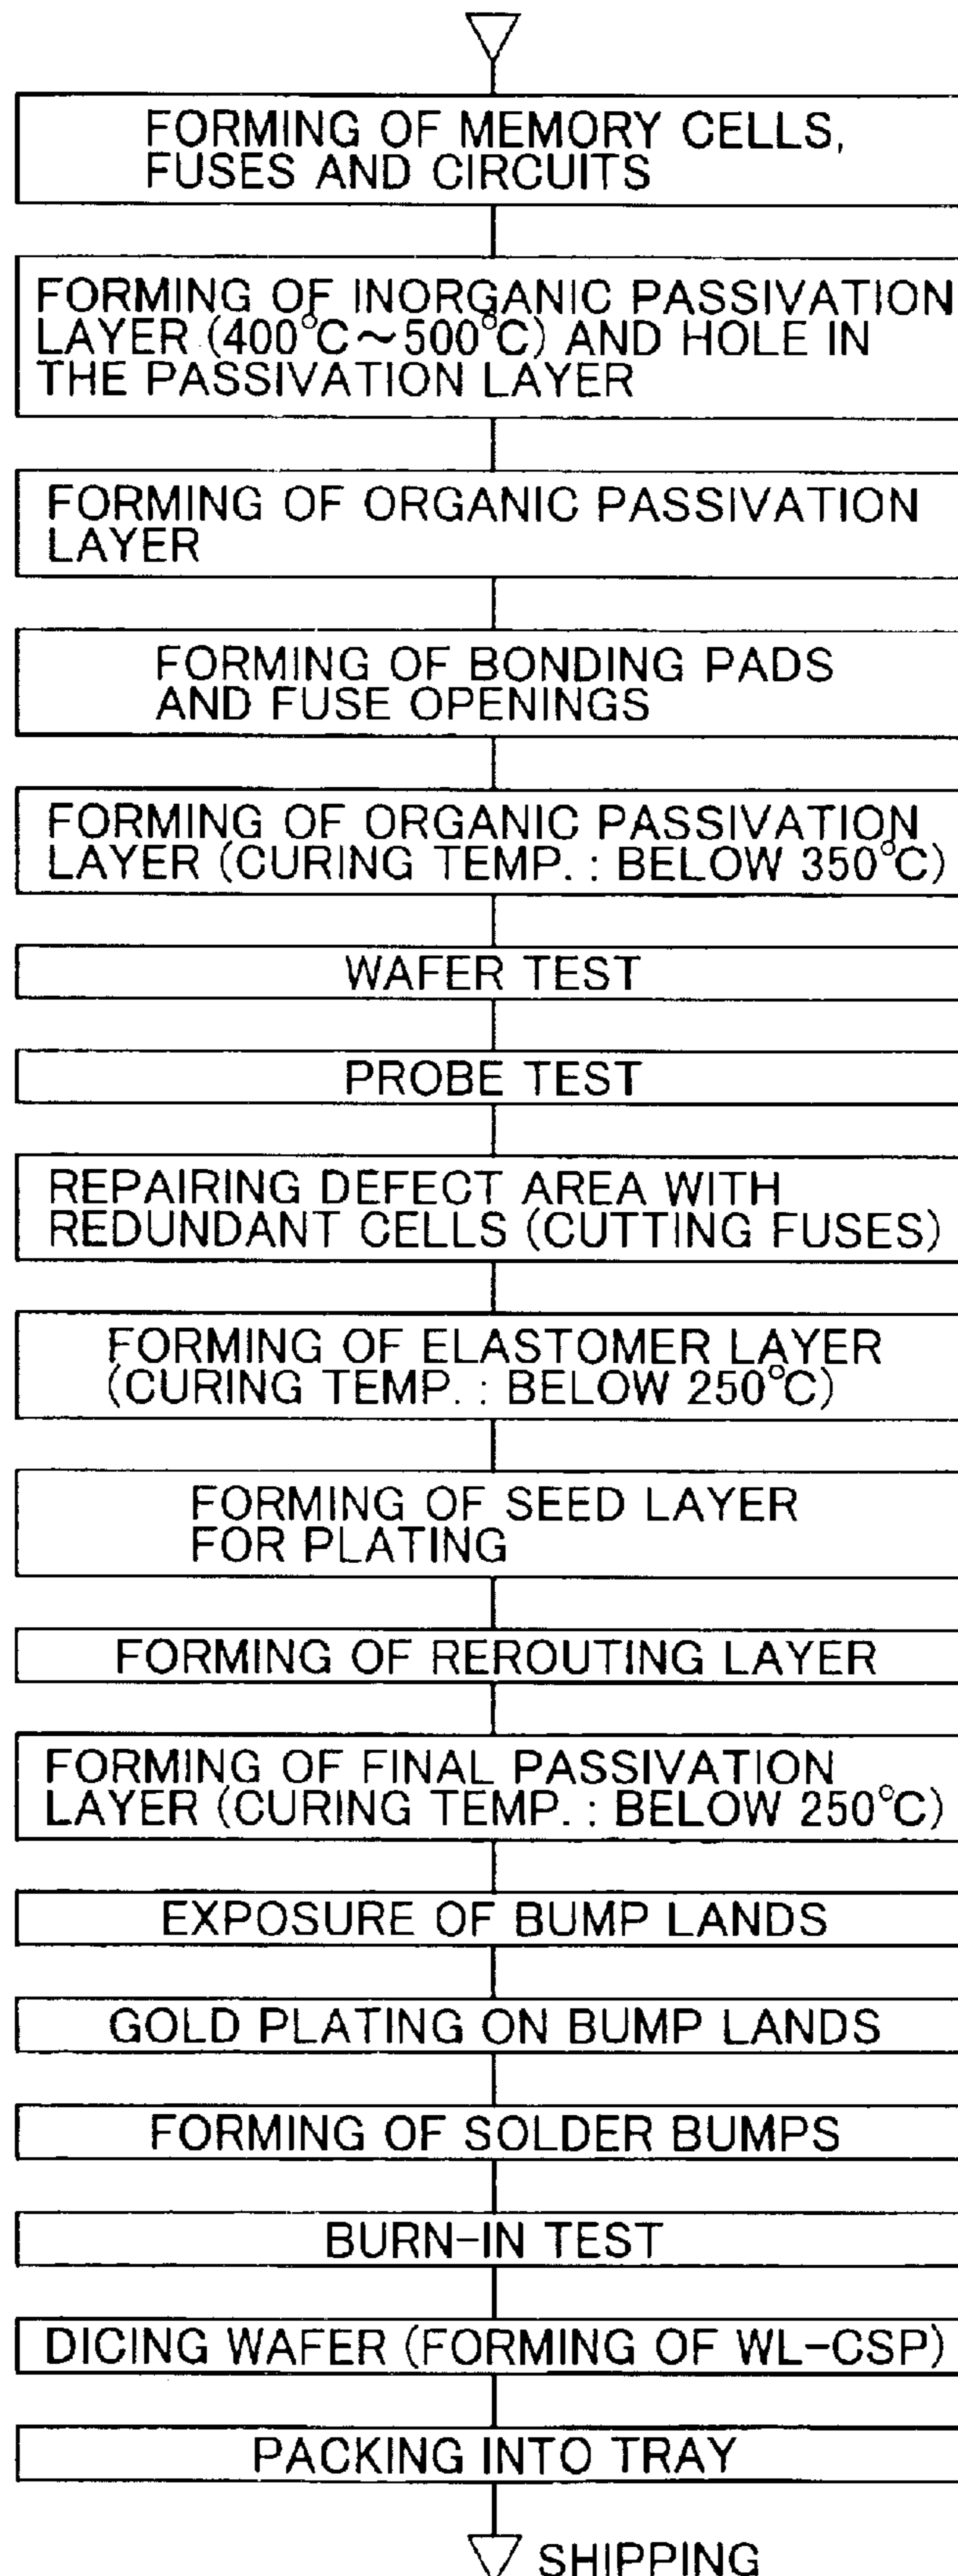 FORMING OF MEMORY CELLS,
FUSES AND CIRCUITS
FORMING OF INORGANIC PASSIVATION
LAYER (400°C~500°C) AND HOLE IN
THE PASSIVATION LAYER
FORMING OF ORGANIC PASSIVATION
LAYER
FORMING OF BONDING PADS
AND FUSE OPENINGS
FORMING OF ORGANIC PASSIVATION
LAYER (CURING TEMP. : BELOW 350°C)
WAFER TEST
PROBE TEST
REPAIRING DEFECT AREA WITH
REDUNDANT CELLS (CUTTING FUSES)
FORMING OF ELASTOMER LAYER
(CURING TEMP. : BELOW 250°C)
FORMING OF SEED LAYER
FOR PLATING
FORMING OF REROUTING LAYER
FORMING OF FINAL PASSIVATION
LAYER (CURING TEMP. : BELOW 250°C)
EXPOSURE OF BUMP LANDS
GOLD PLATING ON BUMP LANDS
FORMING OF SOLDER BUMPS
BURN-IN TEST
DICING WAFER (FORMING OF WL-CSP)
PACKING INTO TRAY
SHIPPING